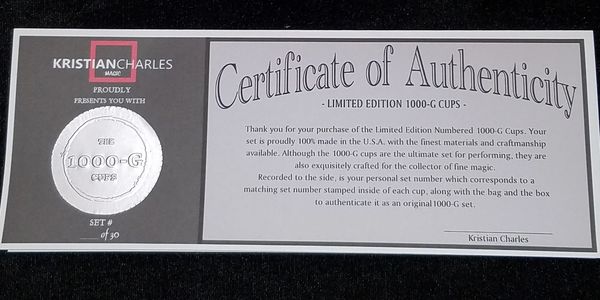 KRISTIANCHARLES
MAGIC
PROUDLY
PRESENTS YOU WITH
THE
1000-G
CUPS
SET #
____ of 30
Certificate of Authenticity
- LIMITED EDITION 1000-G CUPS -
Thank you for your purchase of the Limited Edition Numbered 1000-G Cups. Your
set is proudly 100% made in the U.S.A. with the finest materials and craftmanship
available. Although the 1000-G cups are the ultimate set for performing, they are
also exquisitely crafted for the collector of fine magic.
Recorded to the side, is your personal set number which corresponds to a
matching set number stamped inside of each cup, along with the bag and the box
to authenticate it as an original1000-G set.
Kristian Charles